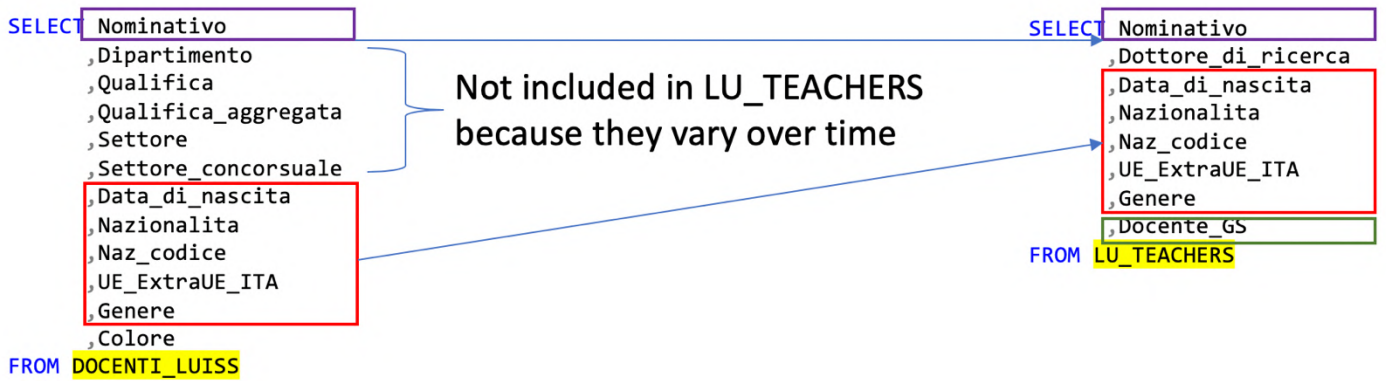 SELECT Nominativo
,Dipartimento
,Qualifica
,Qualifica_aggregata
,Settore
,Settore_concorsuale
,Data_di_nascita
,Nazionalita
,Naz_codice
,UE_ExtraUE_ITA
,Genere
,Colore
FROM DOCENTI_LUISS
Not included in LU_TEACHERS
because they vary over time
SELECT Nominativo
,Dottore_di_ricerca
,Data_di_nascita
,Nazionalita
,Naz_codice
,UE_ExtraUE_ITA
,Genere
,Docente_GS
FROM LU_TEACHERS